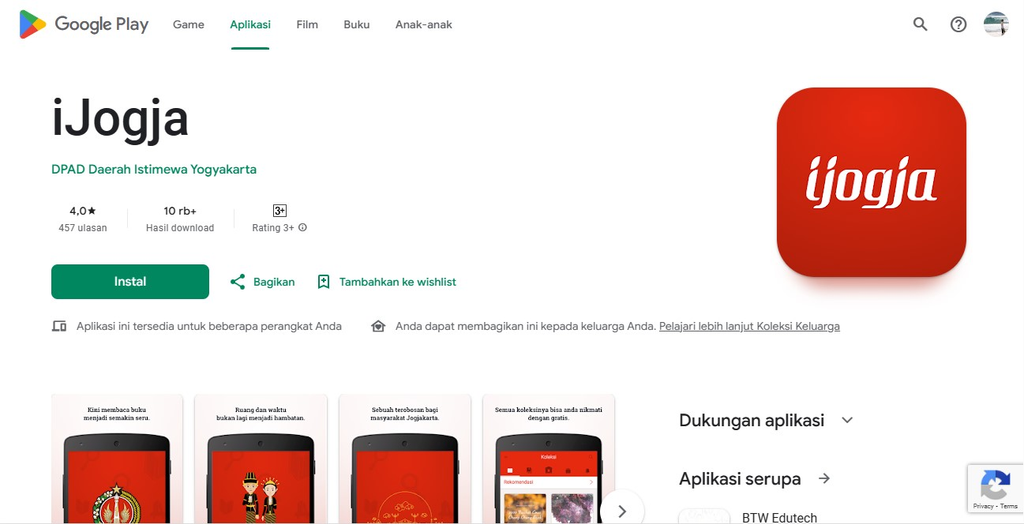 Google Play
Game
Aplikasi
Film
Buku
Anak-anak
iJogja
DPAD Daerah Istimewa Yogyakarta
4,0★
457 ulasan
10 rb+
Hasil download
3+
Rating 3+
Instal
Bagikan
Tambahkan ke wishlist
Aplikasi ini tersedia untuk beberapa perangkat Anda
Anda dapat membagikan ini kepada keluarga Anda. Pelajari lebih lanjut Koleksi Keluarga
ijogja
Kini membaca buku
menjadi semakin seru.
Ruang dan waktu
bukan lagi menjadi hambatan.
Sebuah terobosan bagi
masyarakat Jogjakarta.
Semua koleksinya bisa anda nikmati
dengan gratis.
Koleksi
Rekomendasi
Dukungan aplikasi
Aplikasi serupa
BTW Edutech
Privacy - Terms